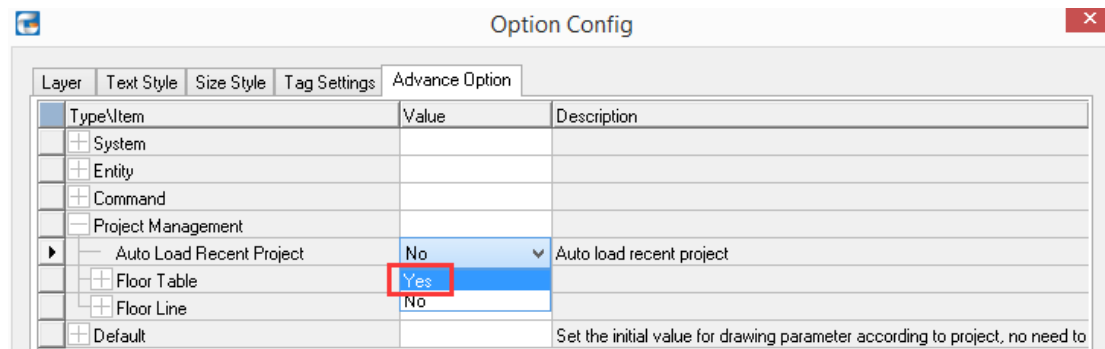 Option Config
Layer Text Style Size Style Tag Settings Advance Option
Type\Item Value Description
System
Entity
Command
Project Management
Auto Load Recent Project No Auto load recent project
Floor Table Yes
Floor Line No
Default Set the initial value for drawing parameter according to project, no need to